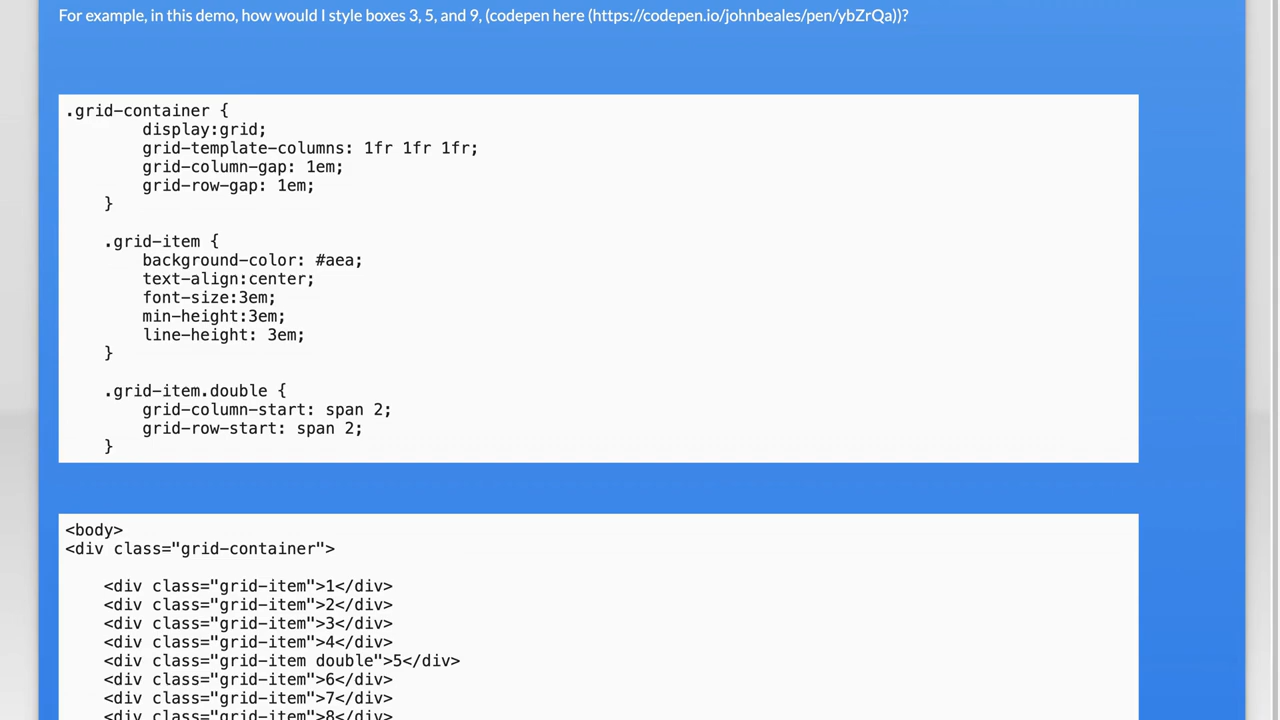 For example, in this demo, how would I style boxes 3, 5, and 9, (codepen here (https://codepen.io/johnbeales/pen/ybZrQa))?
.grid-container {
        display:grid;
        grid-template-columns: 1fr 1fr 1fr;
        grid-column-gap: 1em;
        grid-row-gap: 1em;
    }
    .grid-item {
        background-color: #aea;
        text-align:center;
        font-size:3em;
        min-height:3em;
        line-height: 3em;
    }
    .grid-item.double {
        grid-column-start: span 2;
        grid-row-start: span 2;
    }
<body>
<div class="grid-container">
    <div class="grid-item">1</div>
    <div class="grid-item">2</div>
    <div class="grid-item">3</div>
    <div class="grid-item">4</div>
    <div class="grid-item double">5</div>
    <div class="grid-item">6</div>
    <div class="grid-item">7</div>
    <div class="grid-item">8</div>